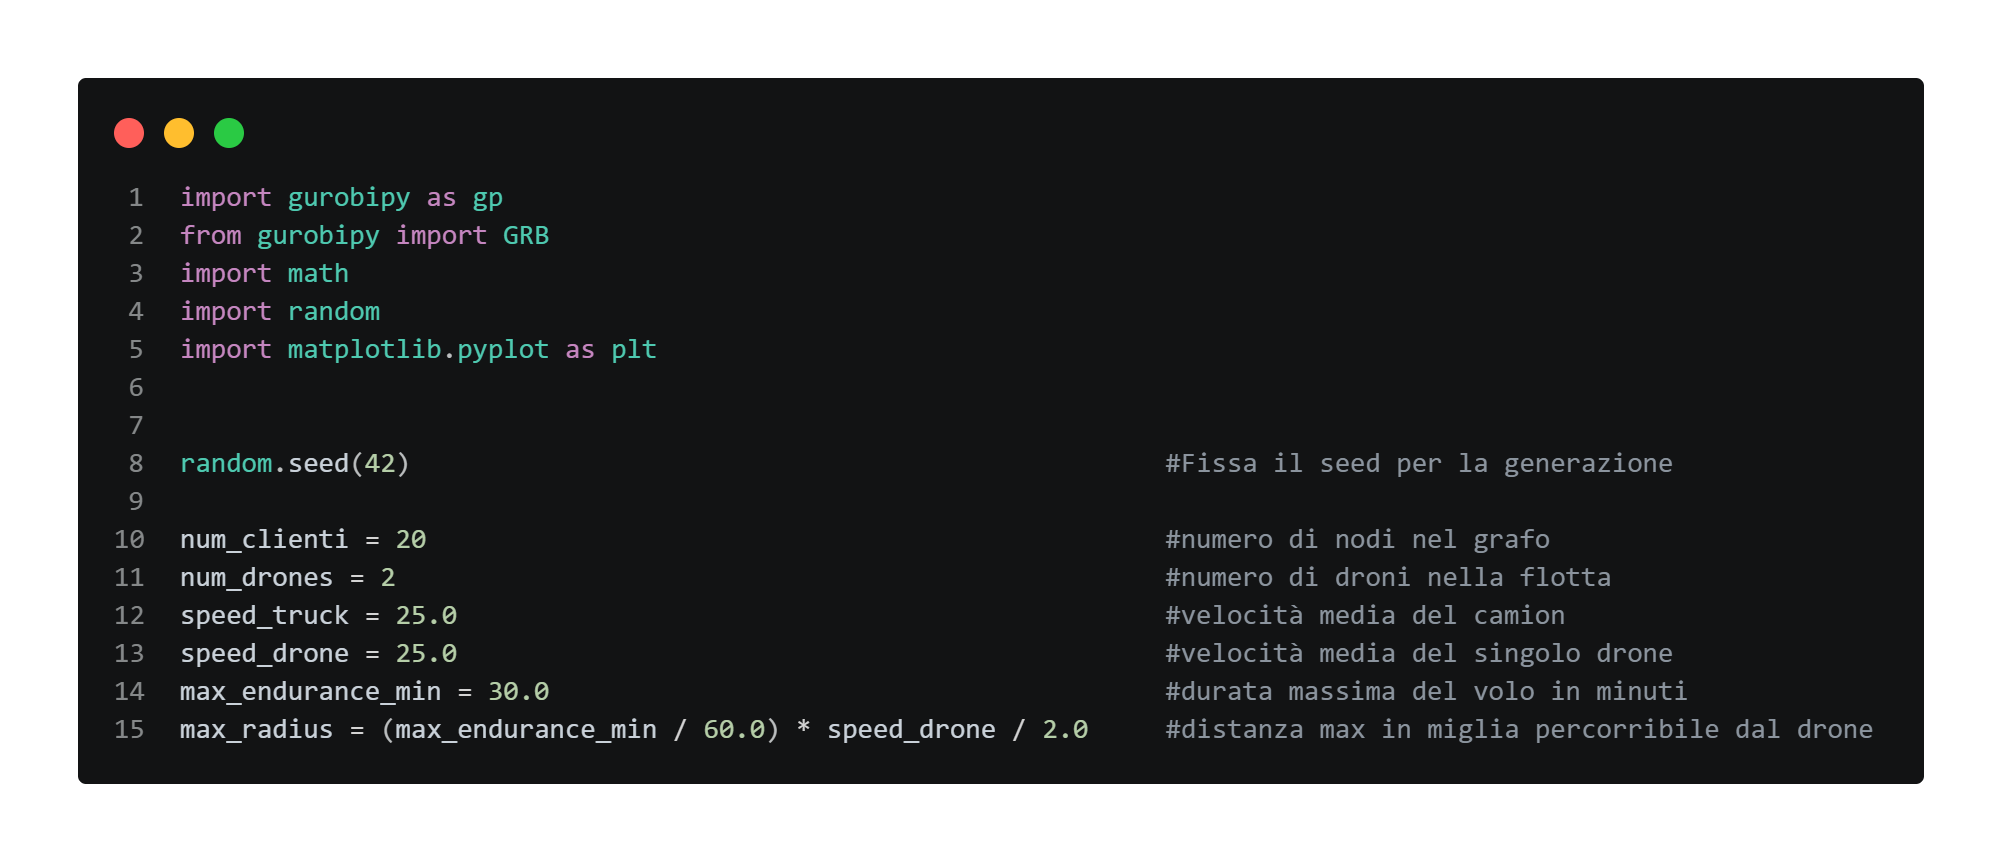 1 import gurobipy as gp
2 from gurobipy import GRB
3 import math
4 import random
5 import matplotlib.pyplot as plt
6
7
8 random.seed(42) #Fissa il seed per la generazione
9
10 num_clienti = 20 #numero di nodi nel grafo
11 num_drones = 2 #numero di droni nella flotta
12 speed_truck = 25.0 #velocità media del camion
13 speed_drone = 25.0 #velocità media del singolo drone
14 max_endurance_min = 30.0 #durata massima del volo in minuti
15 max_radius = (max_endurance_min / 60.0) * speed_drone / 2.0 #distanza max in miglia percorribile dal drone